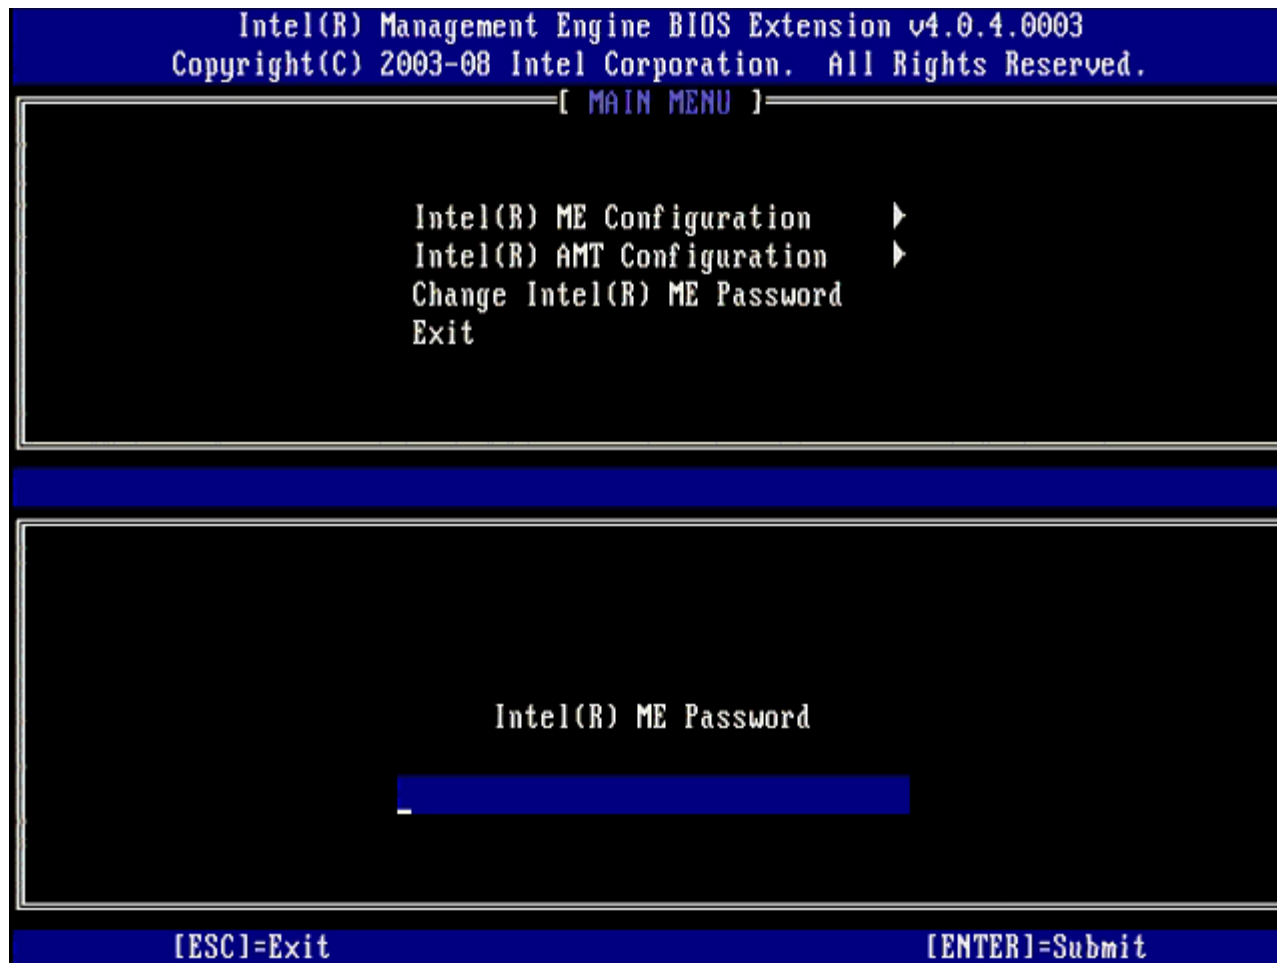 Intel(R) Management Engine BIOS Extension v4.0.4.0003
Copyright(C) 2003-08 Intel Corporation. All Rights Reserved.
[ MAIN MENU ]
Intel(R) ME Configuration
Intel(R) AMT Configuration
Change Intel(R) ME Password
Exit
Intel(R) ME Password
[ESC]=Exit [ENTER]=Submit